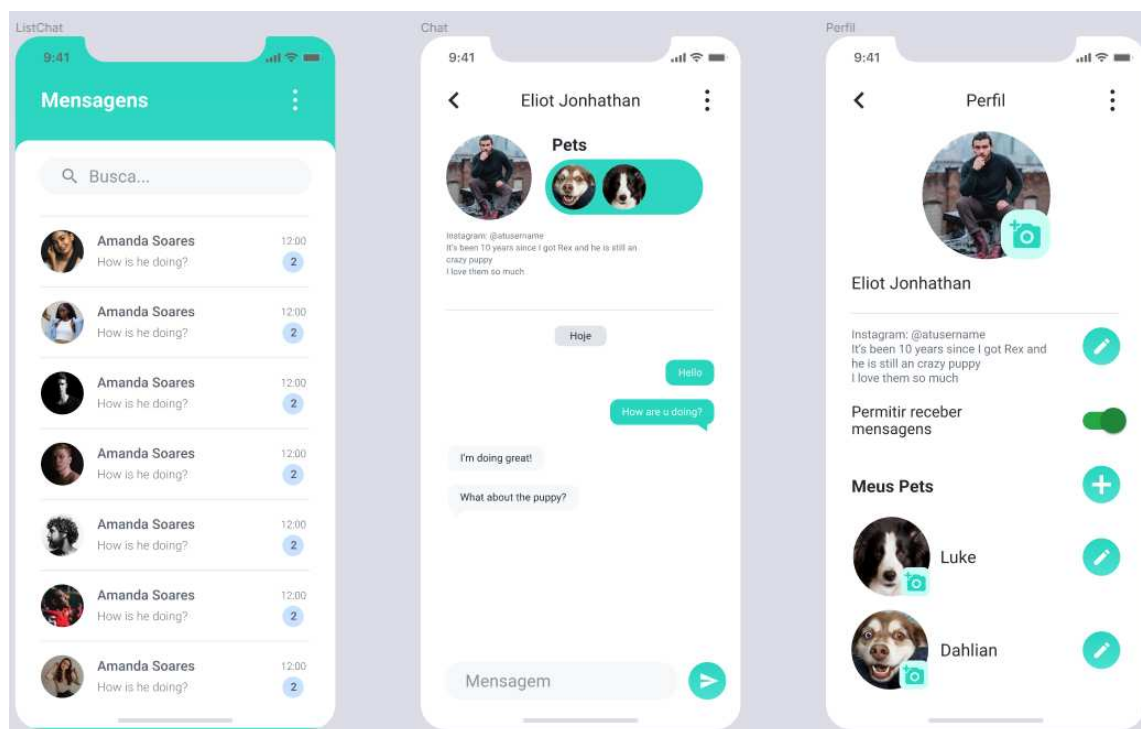 ListChat
9:41
Mensagens
Busca...
Amanda Soares
12:00
How is he doing?
2
Amanda Soares
12:00
How is he doing?
2
Amanda Soares
12:00
How is he doing?
2
Amanda Soares
12:00
How is he doing?
2
Amanda Soares
12:00
How is he doing?
2
Amanda Soares
12:00
How is he doing?
2
Amanda Soares
12:00
How is he doing?
2
Chat
9:41
Eliot Jonhathan
Pets
Instagram: @atusername
It's been 10 years since I got Rex and he is still an
crazy puppy
I love them so much
Hoje
Hello
How are u doing?
I'm doing great!
What about the puppy?
Mensagem
Perfil
9:41
Perfil
Eliot Jonhathan
Instagram: @atusername
It's been 10 years since I got Rex and
he is still an crazy puppy
I love them so much
Permitir receber
mensagens
Meus Pets
Luke
Dahlian